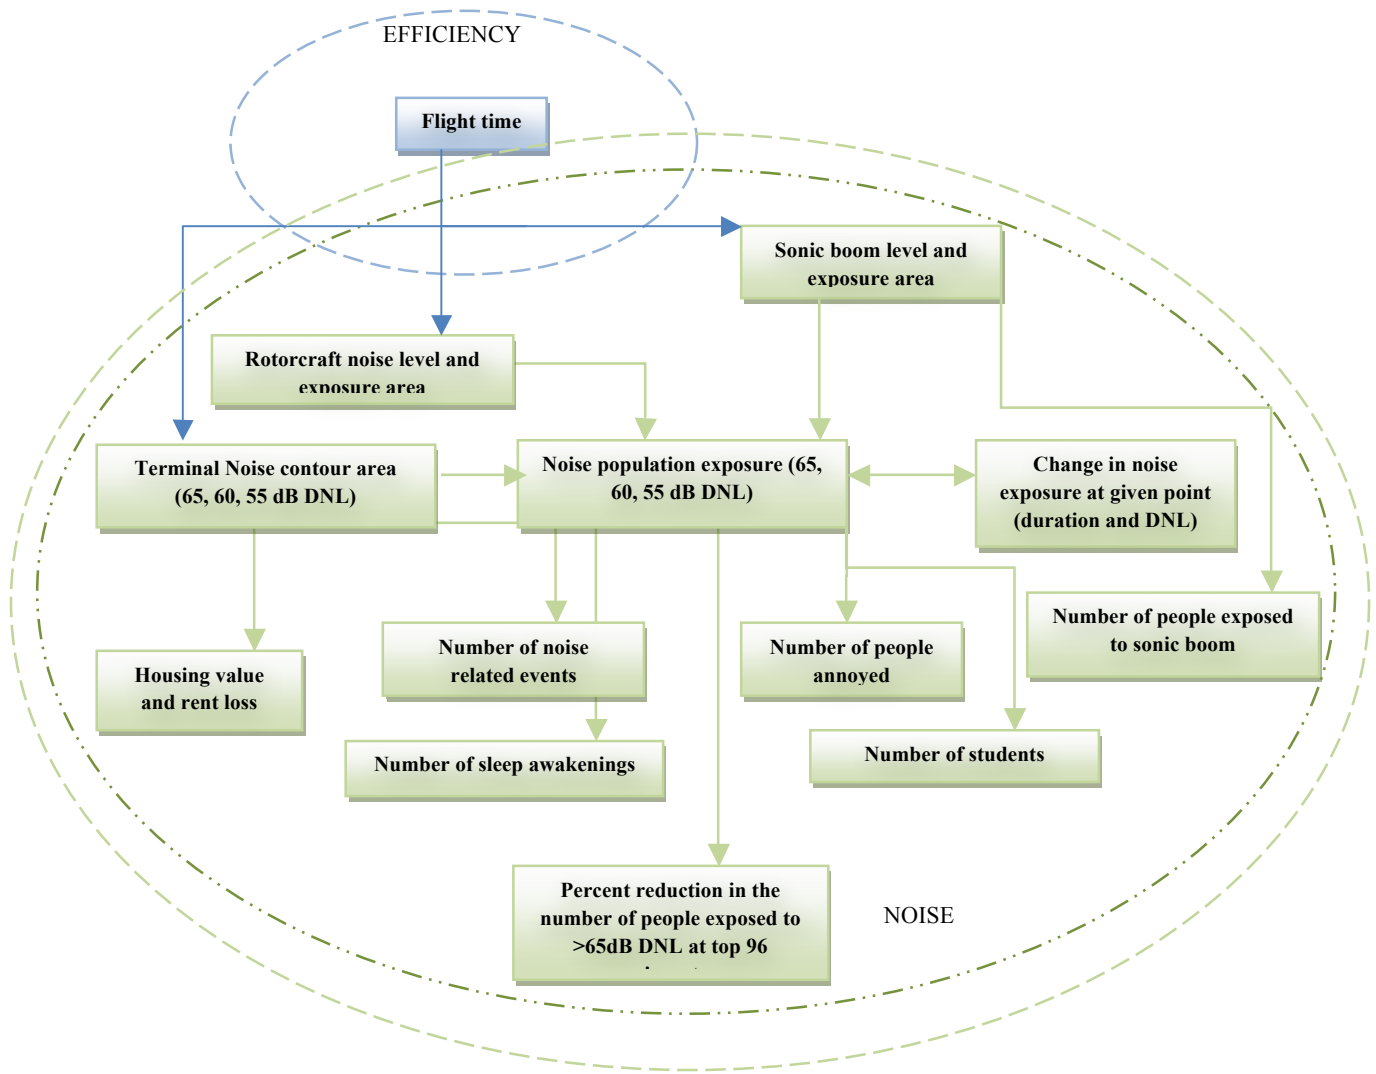 EFFICIENCY
Flight time
Sonic boom level and
exposure area
Rotorcraft noise level and
exposure area
Terminal Noise contour area
(65, 60, 55 dB DNL)
Noise population exposure (65,
60, 55 dB DNL)
Change in noise
exposure at given point
(duration and DNL)
Number of people exposed
to sonic boom
Number of noise
related events
Number of people
annoyed
Housing value
and rent loss
Number of sleep awakenings
Number of students
Percent reduction in the
number of people exposed to
>65dB DNL at top 96
NOISE